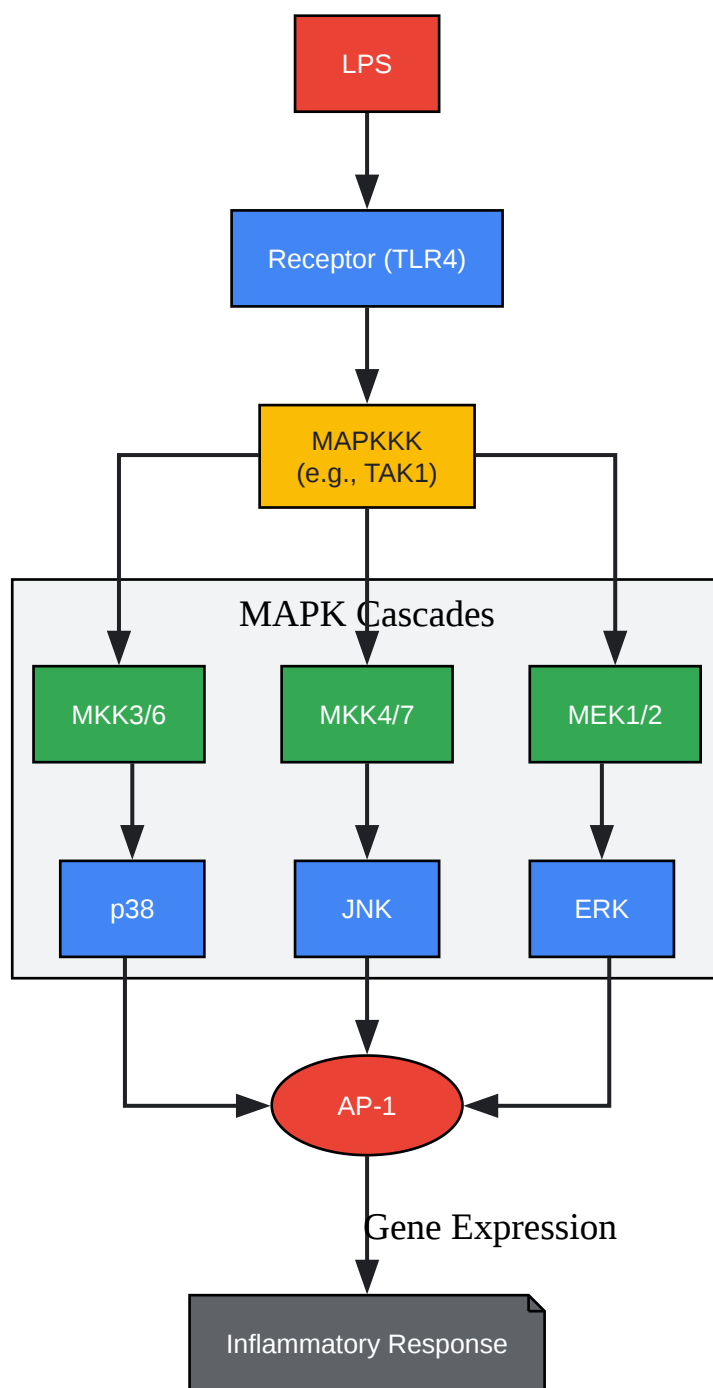 LPS
Receptor (TLR4)
MAPKKK
(e.g., TAK1)
MAPK Cascades
MKK3/6
MKK4/7
MEK1/2
p38
JNK
ERK
AP-1
Gene Expression
Inflammatory Response